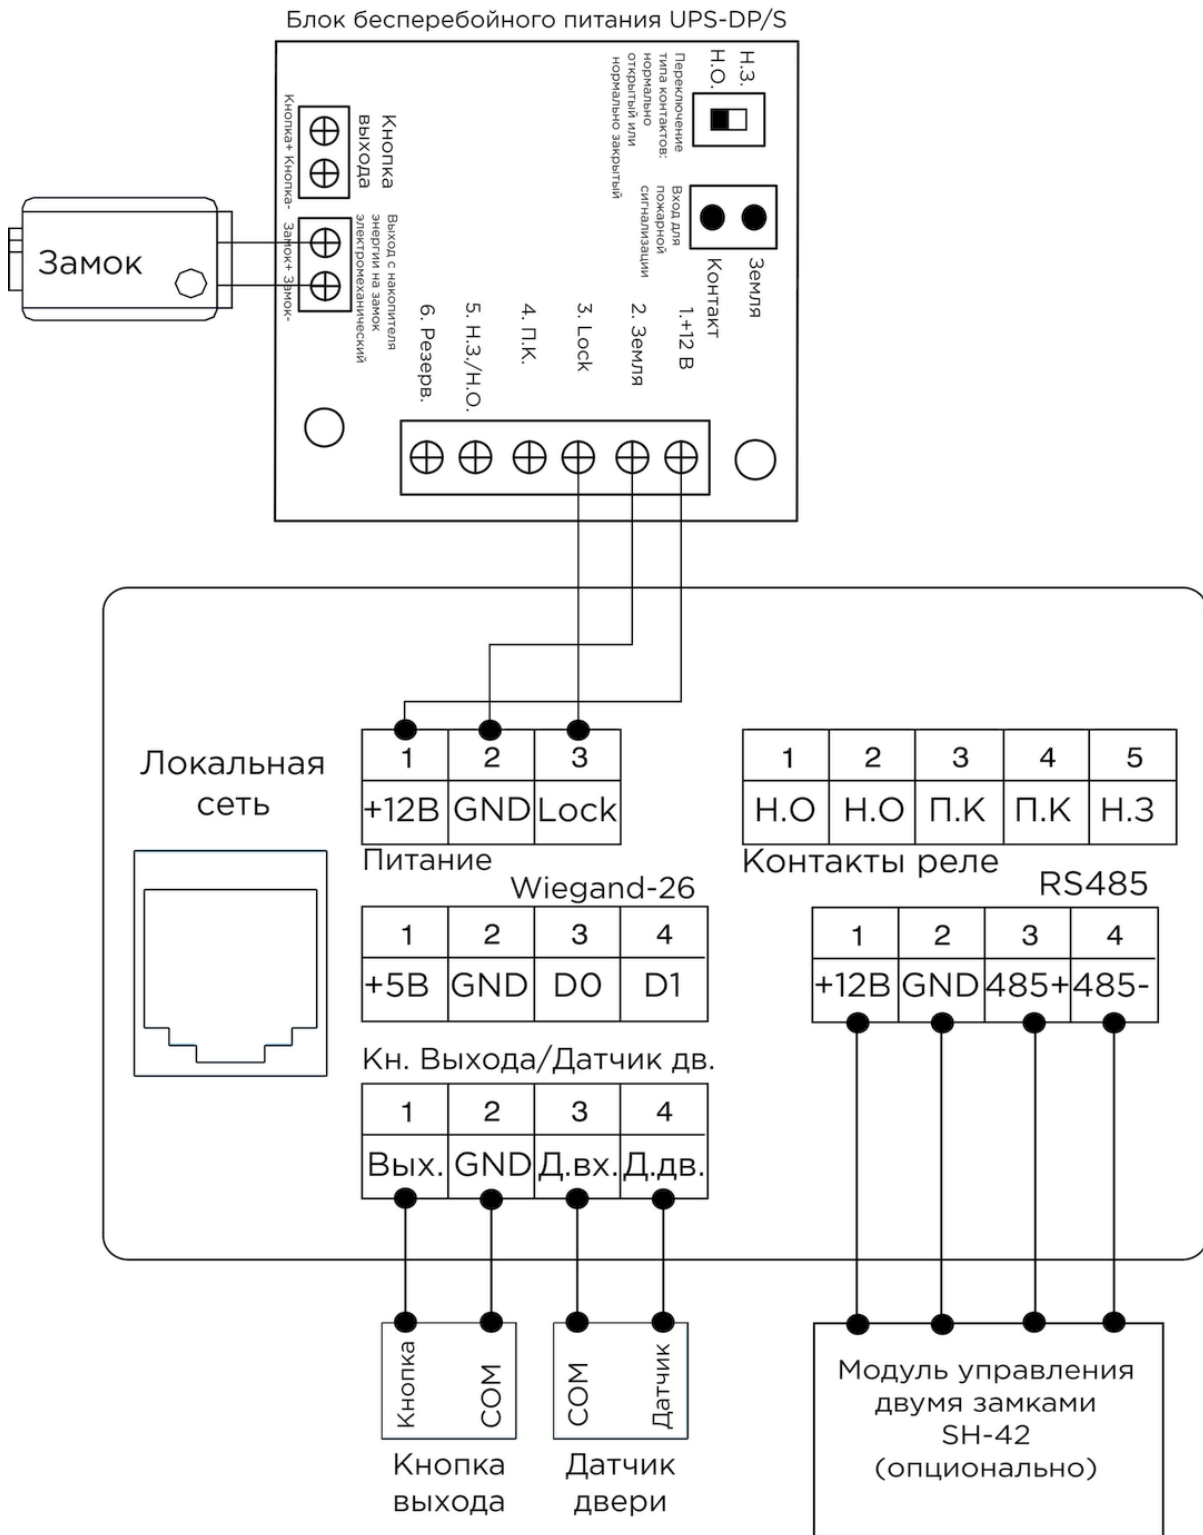 Блок бесперебойного питания UPS-DP/S
Н.З.
Н.О.
Переключение
типа контактов:
нормально
открытый или
нормально закрытый
Кнопка
выхода
Кнопка+ Кнопка-
Вход для
пожарной
сигнализации
Земля
Контакт
Выход с накопителя
энергии на замок
электромеханический
Замок+ Замок-
Замок
6. Резерв.
5. Н.З./Н.О.
4. П.К.
3. Lock
2. Земля
1.+12 В
Локальная
сеть
1 2 3
+12В GND Lock
Питание
1 2 3 4 5
Н.О Н.О П.К П.К Н.З
Контакты реле
Wiegand-26
1 2 3 4
+5В GND D0 D1
RS485
1 2 3 4
+12В GND 485+ 485-
Кн. Выхода/Датчик дв.
1 2 3 4
Вых. GND Д.вх. Д.дв.
Кнопка
COM
COM
Датчик
Кнопка
выхода
Датчик
двери
Модуль управления
двумя замками
SH-42
(опционально)